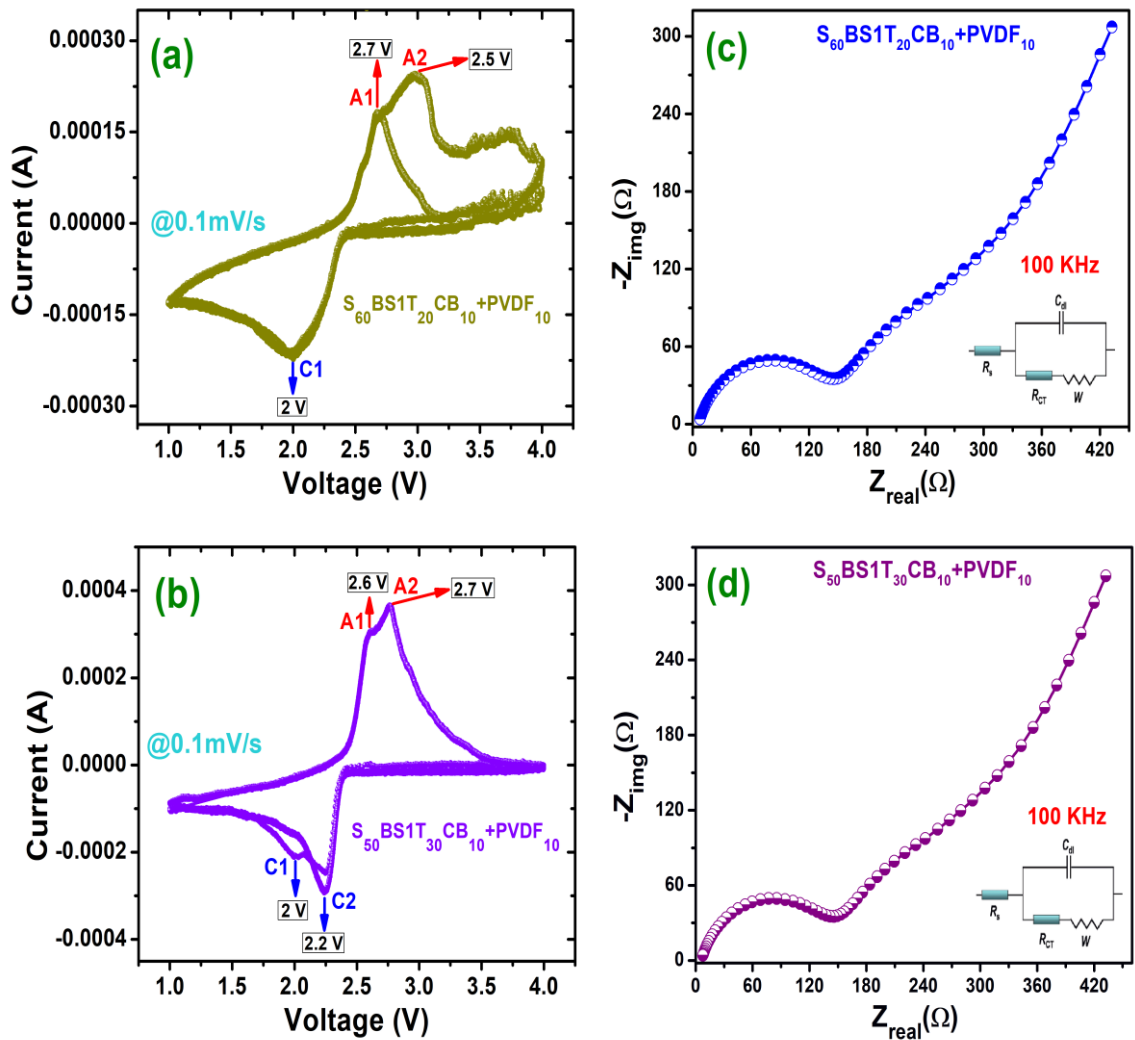 (a)
0.00030
0.00015
0.00000
-0.00015
-0.00030
Current (A)
2.7 V
A2
2.5 V
A1
@0.1mV/s
S60BS1T20CB10+PVDF10
C1
2 V
1.0 1.5 2.0 2.5 3.0 3.5 4.0
Voltage (V)
(c)
S60BS1T20CB10+PVDF10
300
240
180
120
60
0
-Zimg(Ω)
100 KHz
Cdl
Rs
RCT
W
0 60 120 180 240 300 360 420
Zreal(Ω)
(b)
0.0004
0.0002
0.0000
-0.0002
-0.0004
Current (A)
2.6 V
A2
2.7 V
A1
@0.1mV/s
S50BS1T30CB10+PVDF10
C1
C2
2 V
2.2 V
1.0 1.5 2.0 2.5 3.0 3.5 4.0
Voltage (V)
(d)
S50BS1T30CB10+PVDF10
300
240
180
120
60
0
-Zimg(Ω)
100 KHz
Cdl
Rs
RCT
W
0 60 120 180 240 300 360 420
Zreal(Ω)